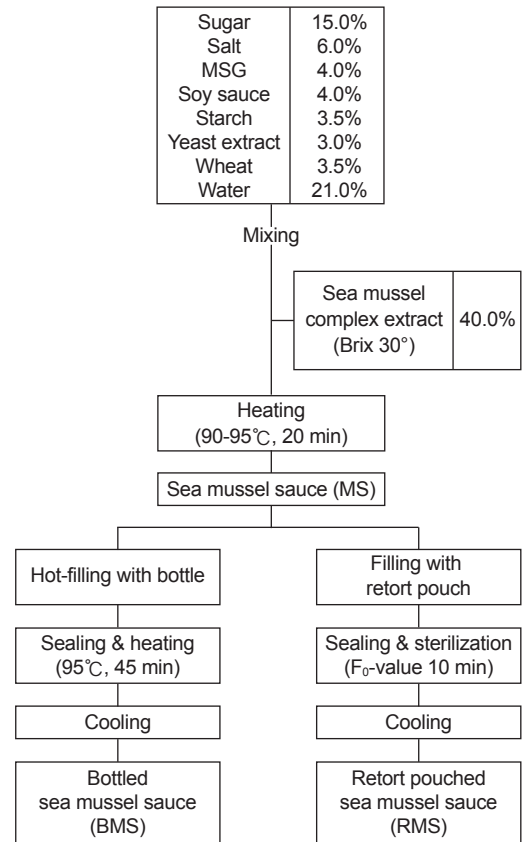 Sugar 15.0%
Salt 6.0%
MSG 4.0%
Soy sauce 4.0%
Starch 3.5%
Yeast extract 3.0%
Wheat 3.5%
Water 21.0%
Mixing
Sea mussel
complex extract 40.0%
(Brix 30°)
Heating
(90-95℃, 20 min)
Sea mussel sauce (MS)
Hot-filling with bottle
Filling with
retort pouch
Sealing & heating
(95℃, 45 min)
Sealing & sterilization
(F₀-value 10 min)
Cooling
Cooling
Bottled
sea mussel sauce
(BMS)
Retort pouched
sea mussel sauce
(RMS)